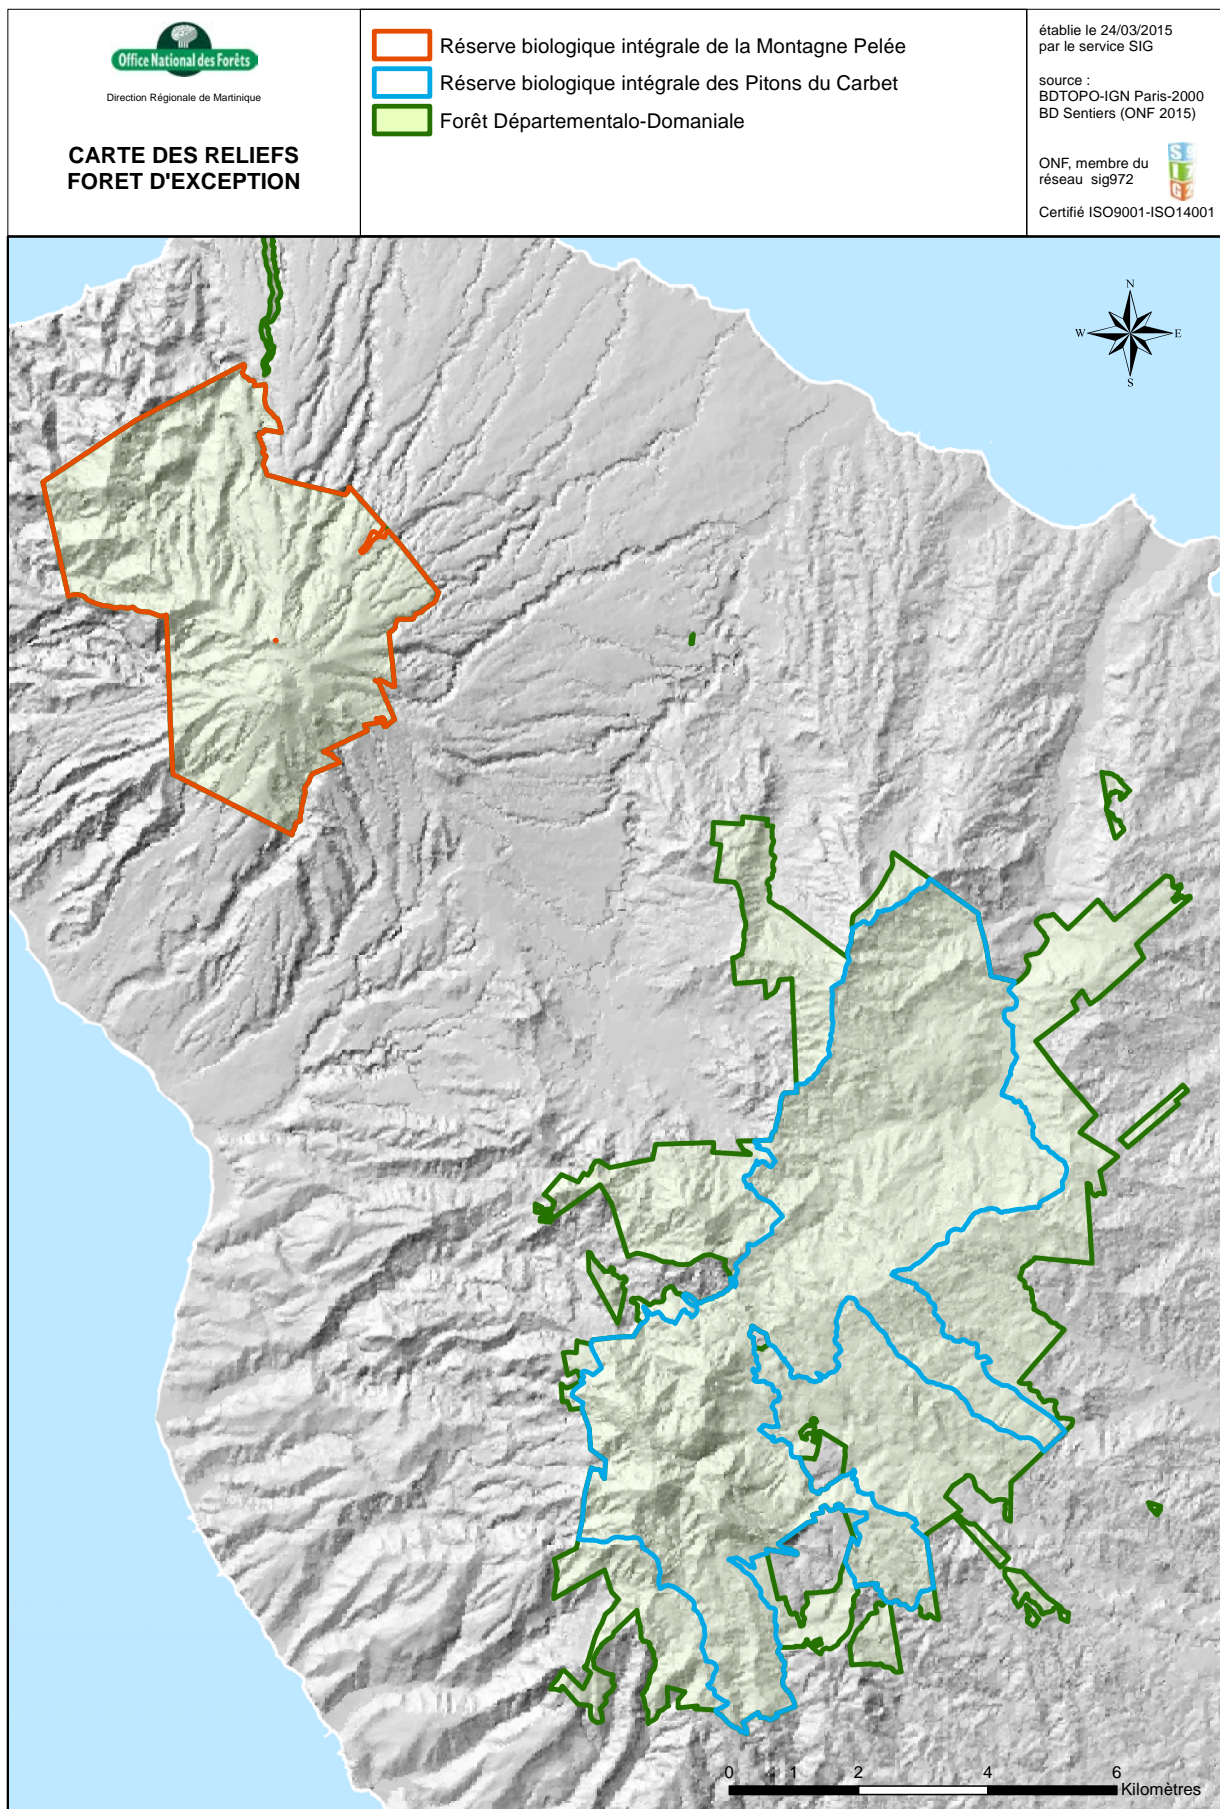 Office National des Forêts
Direction Régionale de Martinique
CARTE DES RELIEFS
FORET D'EXCEPTION
Réserve biologique intégrale de la Montagne Pelée
Réserve biologique intégrale des Pitons du Carbet
Forêt Départementalo-Domaniale
établie le 24/03/2015
par le service SIG
source :
BDTOPO-IGN Paris-2000
BD Sentiers (ONF 2015)
ONF, membre du
réseau sig972
Certifié ISO9001-ISO14001
N
W E
S
0 1 2 4 6
Kilomètres